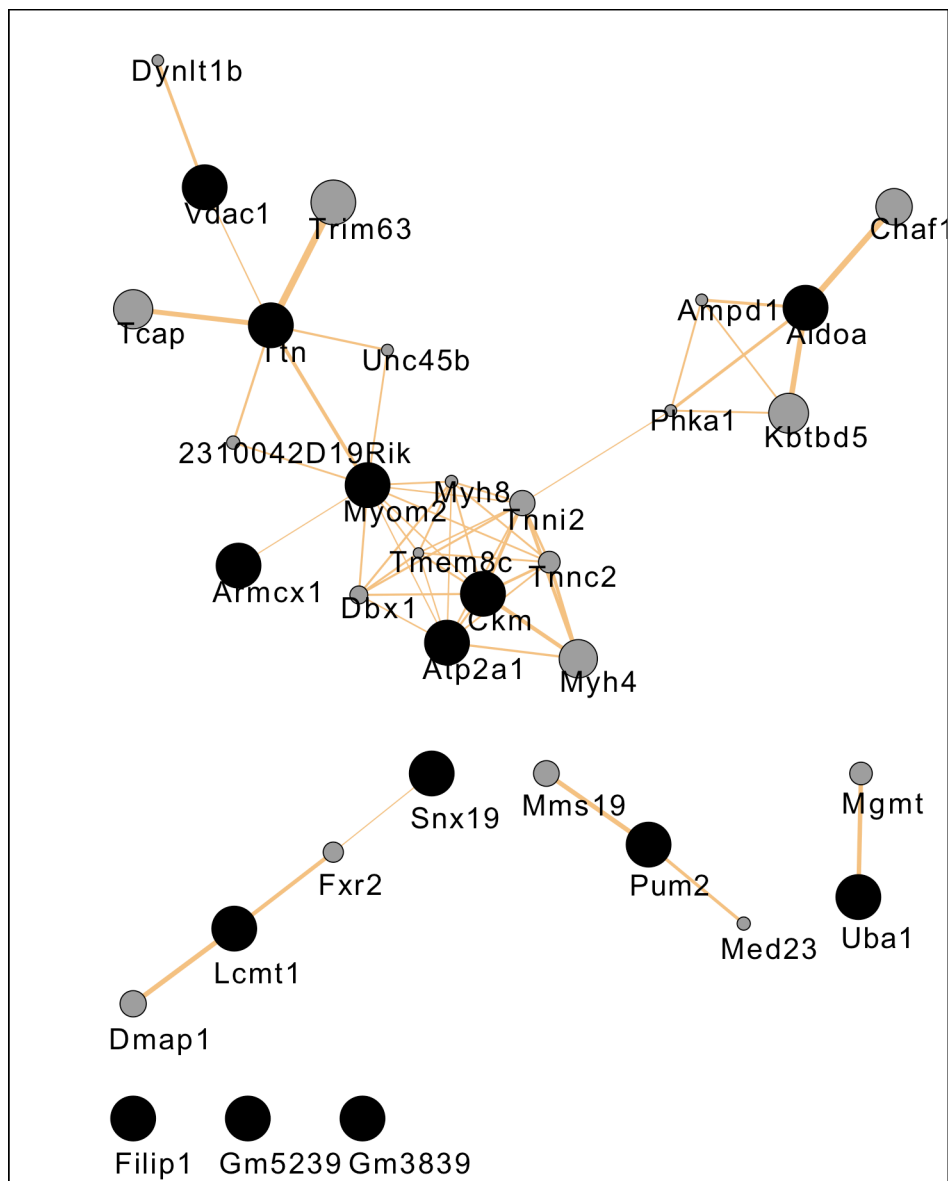 Dynlt1b
Vdac1
Trim63
Chaf1
Ampd1
Aldoa
Tcap
Ttn
Unc45b
Phka1
Kbtbd5
2310042D19Rik
Myh8
Myom2
Tnni2
Tmem8c
Tnnc2
Armcx1
Dbx1
Ckm
Atp2a1
Myh4
Snx19
Mms19
Mgmt
Fxr2
Pum2
Uba1
Med23
Lcmt1
Dmap1
Filip1 Gm5239 Gm3839